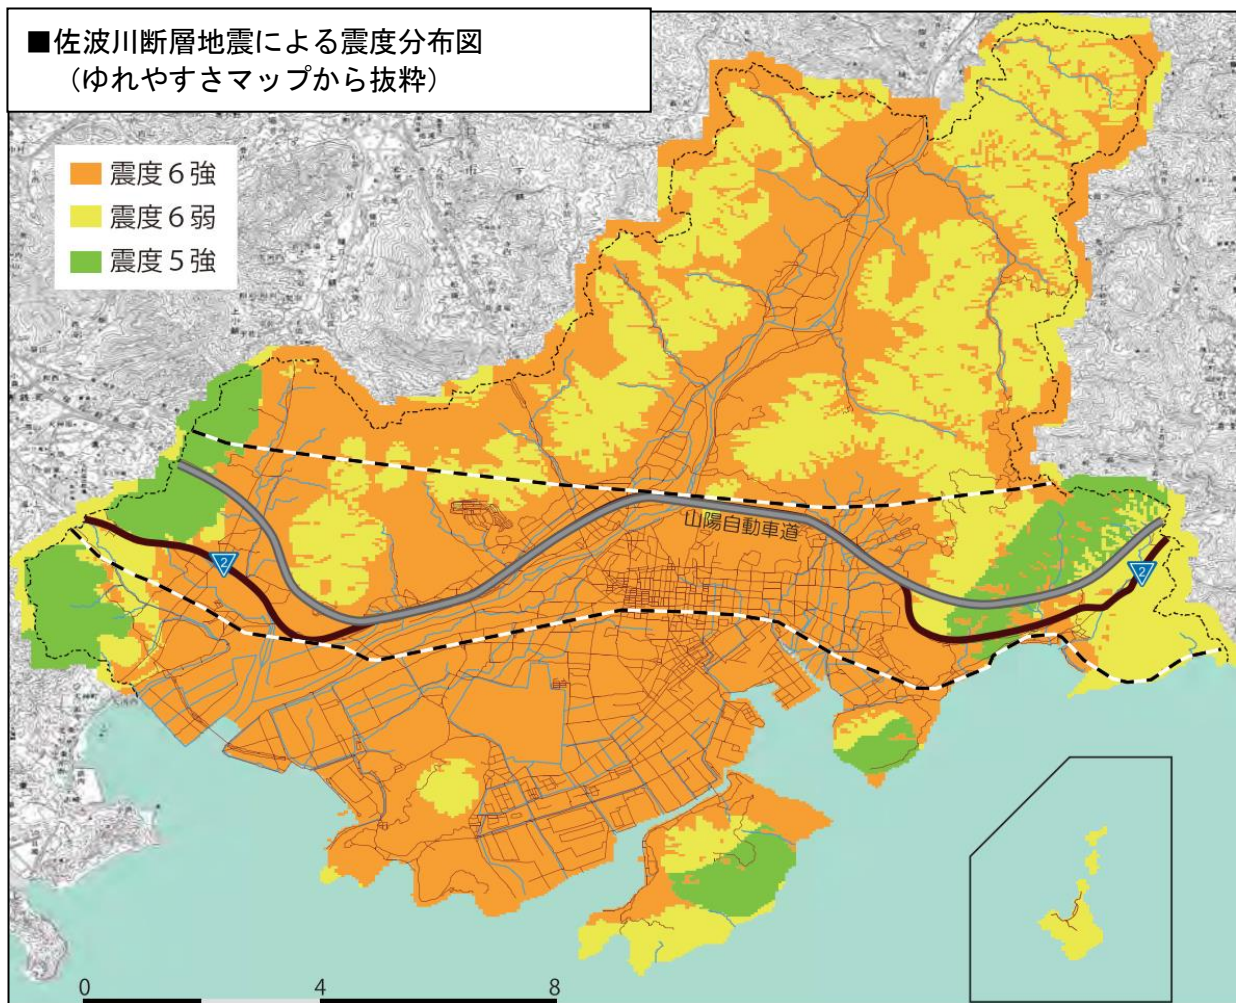 ■佐波川断層地震による震度分布図
(ゆれやすさマップから抜粋)
震度6強
震度6弱
震度5強
山陽自動車道
2
2
0 4 8